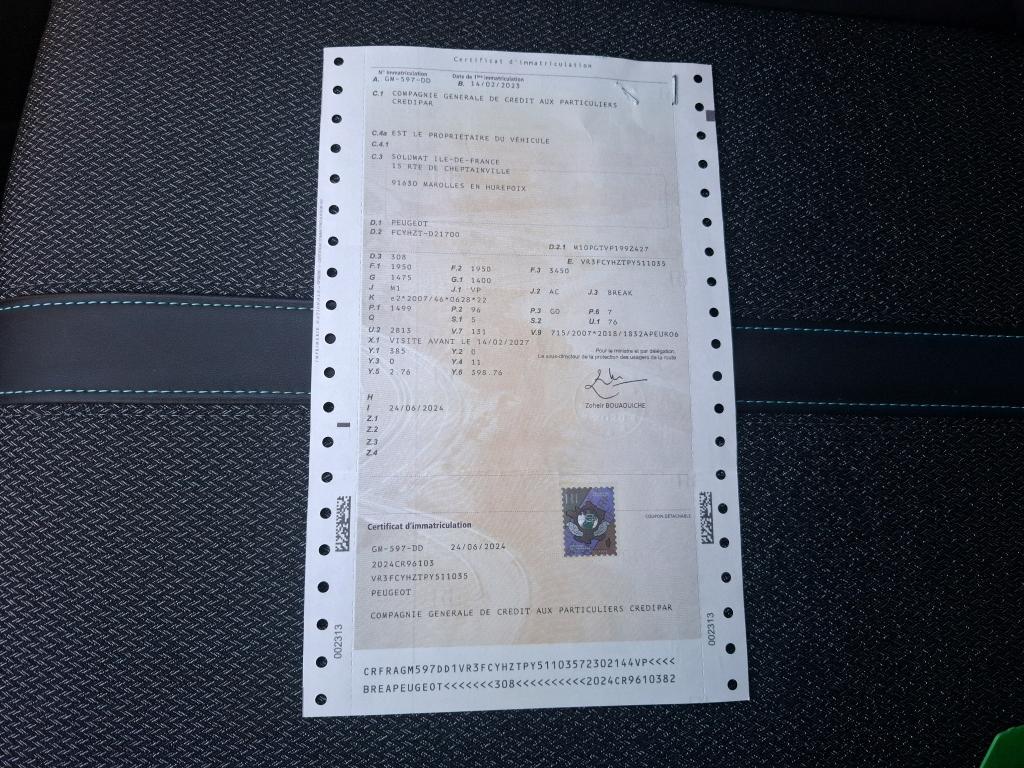 Certificat d'immatriculation
N° Immatriculation Date de 1ère immatriculation
A. GM-597-DD B. 14/02/2023
C.1 COMPAGNIE GENERALE DE CREDIT AUX PARTICULIERS
CREDIPAR
C.4a EST LE PROPRIÉTAIRE DU VÉHICULE
C.4.1
C.3 SOLUMAT ILE-DE-FRANCE
15 RTE DE CHEPTAINVILLE
91630 MAROLLES EN HUREPOIX
D.1 PEUGEOT
D.2 FCYHZT-D21700
D.2.1 M10PGTVP199Z427
D.3 308 E. VR3FCYHZTPY511035
F.1 1950 F.2 1950 F.3 3450
G 1475 G.1 1400
J M1 J.1 VP J.2 AC J.3 BREAK
K e2*2007/46*0628*22
P.1 1499 P.2 96 P.3 GO P.6 7
Q S.1 5 S.2 U.1 76
U.2 2813 V.7 131 V.9 715/2007*2018/1832APEURO6
X.1 VISITE AVANT LE 14/02/2027
Y.1 385 Y.2 0
Y.3 0 Y.4 11
Y.5 2.76 Y.6 398.76
Pour le ministre et par délégation,
Le sous-directeur de la protection des usagers de la route
Zoheir BOUAOUICHE
H
I 24/06/2024
Z.1
Z.2
Z.3
Z.4
COUPON DÉTACHABLE
Certificat d'immatriculation
GM-597-DD 24/06/2024
2024CR96103
VR3FCYHZTPY511035
PEUGEOT
COMPAGNIE GENERALE DE CREDIT AUX PARTICULIERS CREDIPAR
002313
002313
CRFRAGM597DD1VR3FCYHZTPY51103572302144VP<<<<
BREAPEUGEOT<<<<<<<308<<<<<<<<<<2024CR9610382